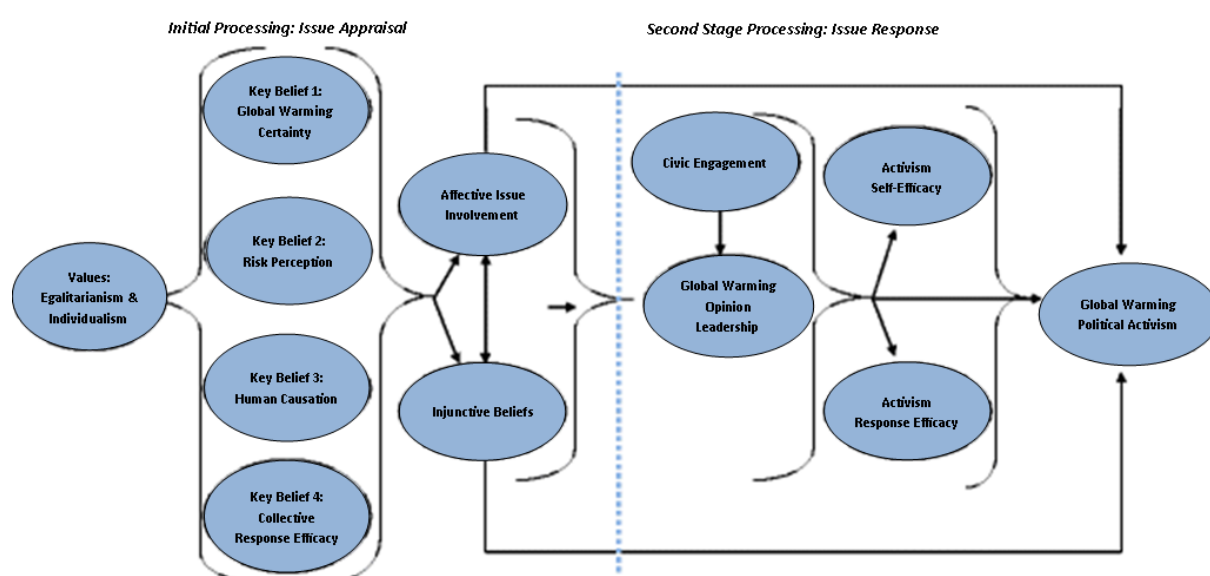 Initial Processing: Issue Appraisal
Second Stage Processing: Issue Response
Values:
Egalitarianism &
Individualism
Key Belief 1:
Global Warming
Certainty
Key Belief 2:
Risk Perception
Key Belief 3:
Human Causation
Key Belief 4:
Collective
Response Efficacy
Affective Issue
Involvement
Injunctive Beliefs
Civic Engagement
Global Warming
Opinion
Leadership
Activism
Self-Efficacy
Activism
Response Efficacy
Global Warming
Political Activism